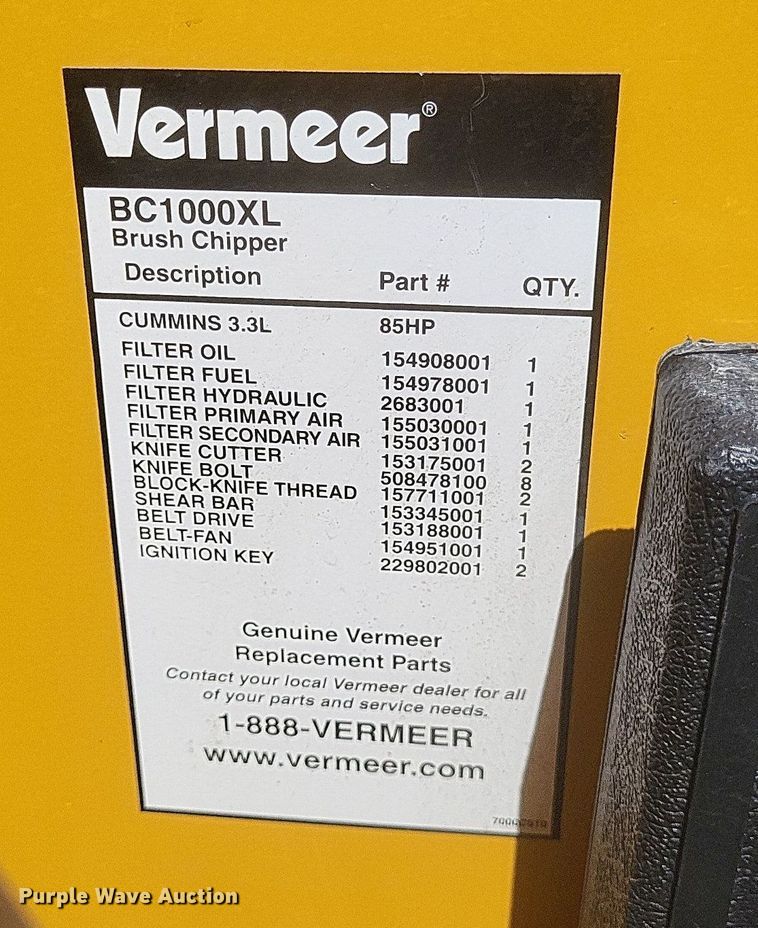 Vermeer®
BC1000XL
Brush Chipper
Description Part # QTY.
CUMMINS 3.3L 85HP
FILTER OIL 154908001 1
FILTER FUEL 154978001 1
FILTER HYDRAULIC 2683001 1
FILTER PRIMARY AIR 155030001 1
FILTER SECONDARY AIR 155031001 1
KNIFE CUTTER 153175001 2
KNIFE BOLT 508478100 8
BLOCK-KNIFE THREAD 157711001 2
SHEAR BAR 153345001 1
BELT DRIVE 153188001 1
BELT-FAN 154951001 1
IGNITION KEY 229802001 2
Genuine Vermeer
Replacement Parts
Contact your local Vermeer dealer for all
of your parts and service needs.
1-888-VERMEER
www.vermeer.com
Purple Wave Auction